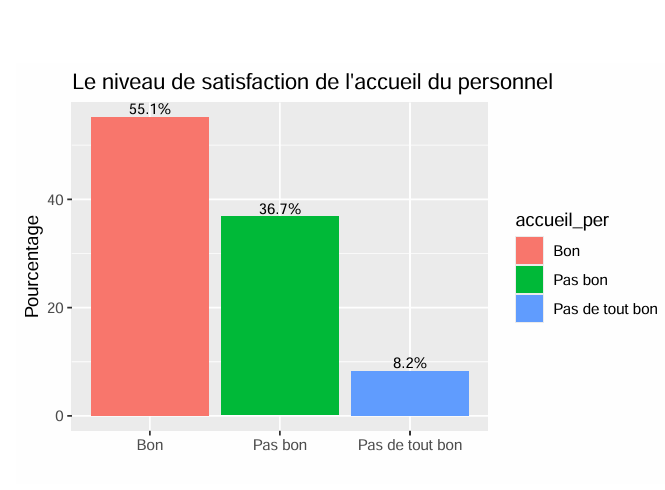 Le niveau de satisfaction de l'accueil du personnel
55.1%
36.7%
8.2%
40
20
0
Pourcentage
Bon
Pas bon
Pas de tout bon
accueil_per
Bon
Pas bon
Pas de tout bon